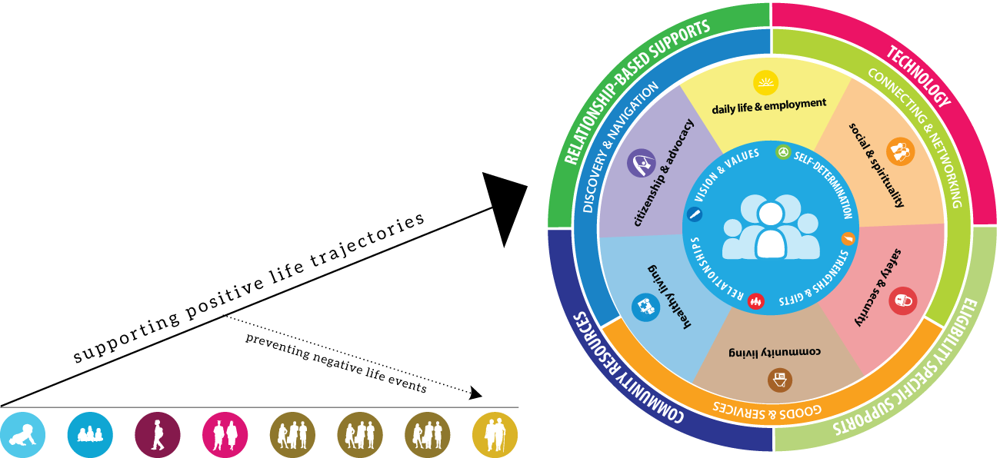 supporting positive life trajectories
preventing negative life events
RELATIONSHIP-BASED SUPPORTS
TECHNOLOGY
ELIGIBILITY SPECIFIC SUPPORTS
COMMUNITY RESOURCES
DISCOVERY & NAVIGATION
CONNECTING & NETWORKING
GOODS & SERVICES
daily life & employment
social & spirituality
safety & security
community living
healthy living
citizenship & advocacy
VISION & VALUES
SELF-DETERMINATION
STRENGTHS & GIFTS
RELATIONSHIPS